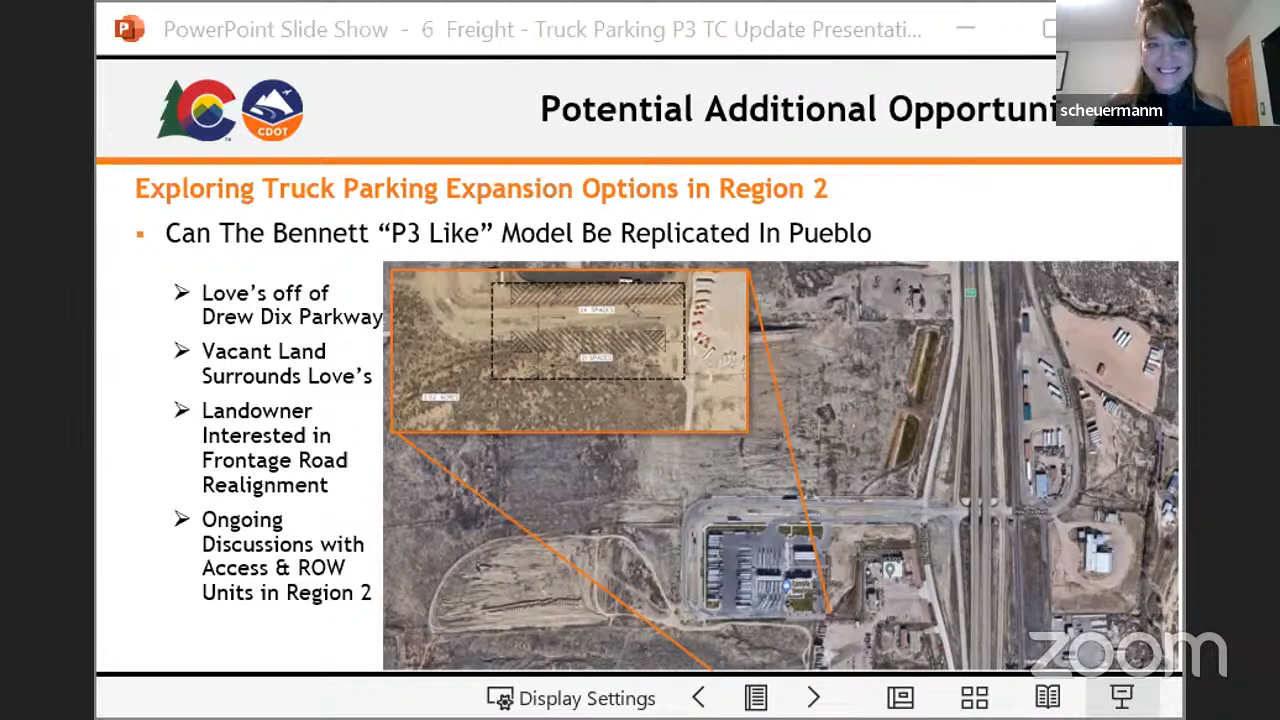 PowerPoint Slide Show - 6 Freight - Truck Parking P3 TC Update Presentati...
scheuermanm
CDOT
Potential Additional Opportuni
Exploring Truck Parking Expansion Options in Region 2
▪ Can The Bennett “P3 Like” Model Be Replicated In Pueblo
➢ Love’s off of
Drew Dix Parkway
➢ Vacant Land
Surrounds Love’s
➢ Landowner
Interested in
Frontage Road
Realignment
➢ Ongoing
Discussions with
Access & ROW
Units in Region 2
zoom
Display Settings